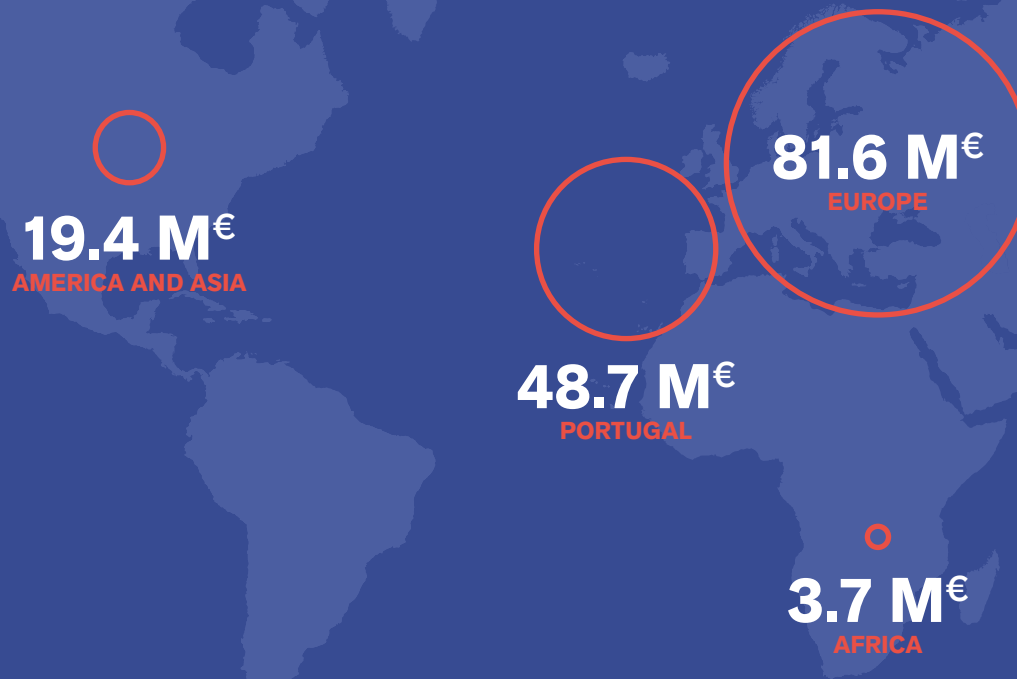 81.6 M€
EUROPE
19.4 M€
AMERICA AND ASIA
48.7 M€
PORTUGAL
3.7 M€
AFRICA